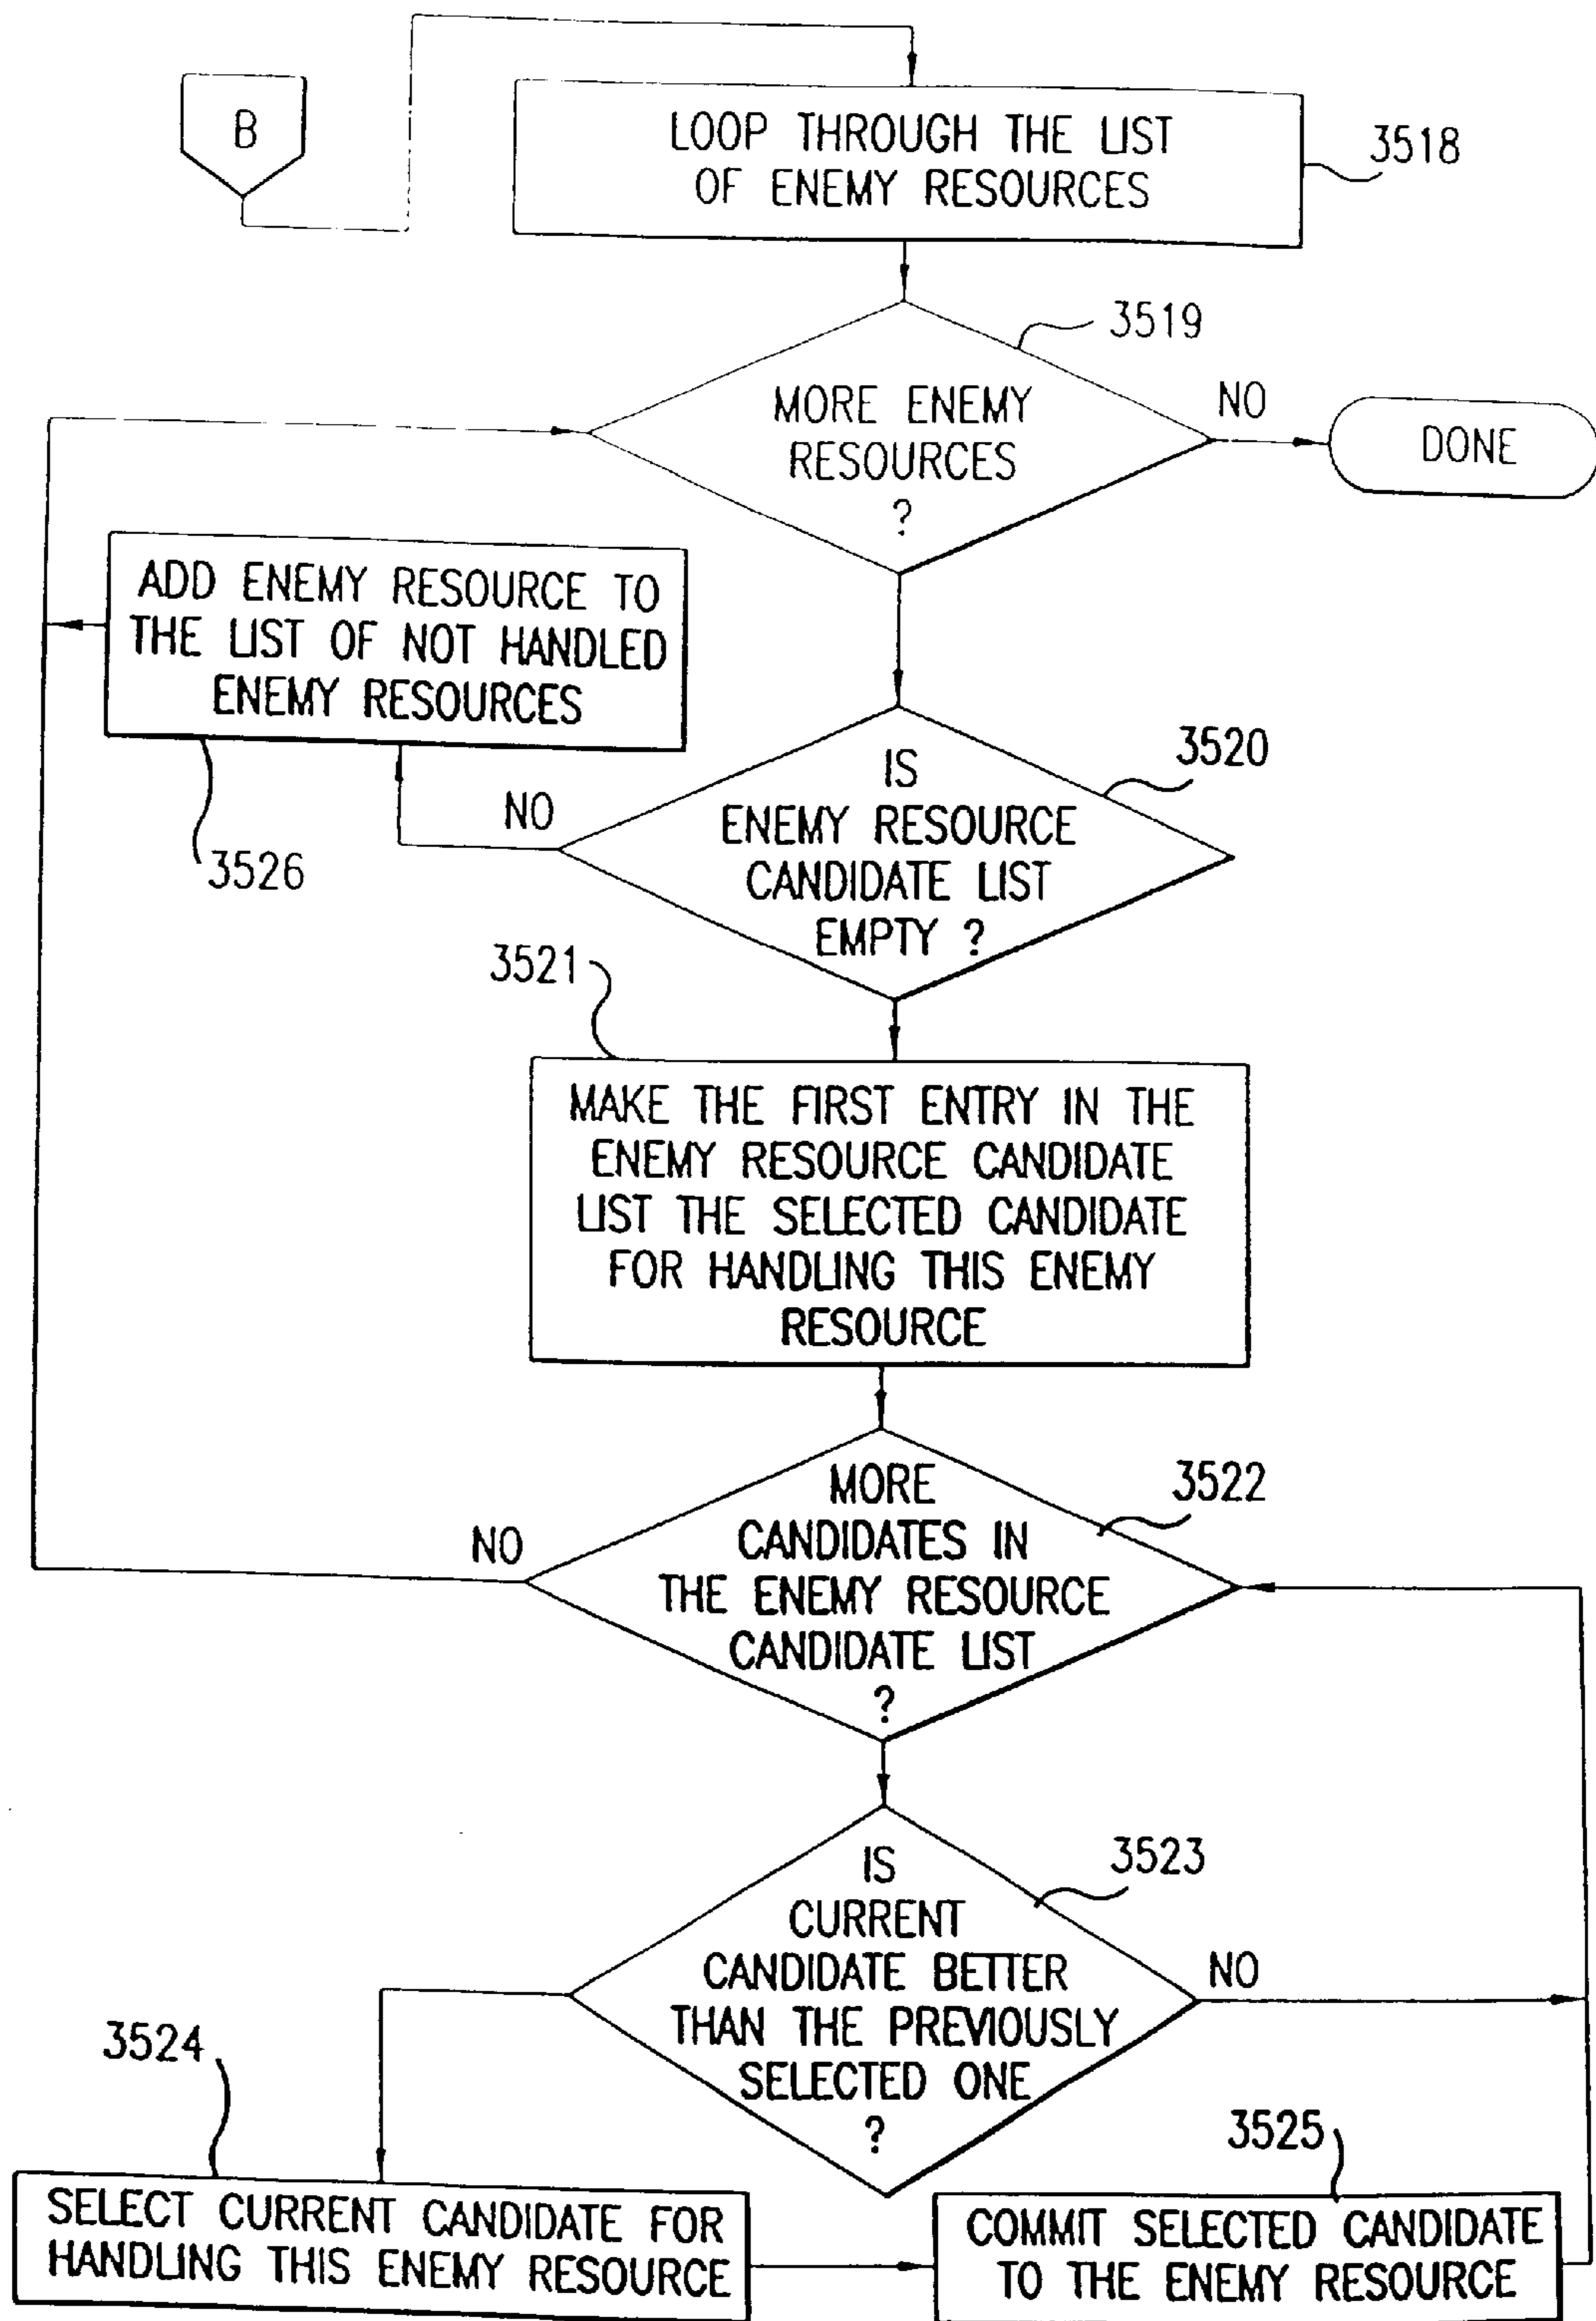 B
LOOP THROUGH THE LIST
OF ENEMY RESOURCES
3518
3519
MORE ENEMY
RESOURCES
?
NO
DONE
ADD ENEMY RESOURCE TO
THE LIST OF NOT HANDLED
ENEMY RESOURCES
3526
NO
IS
ENEMY RESOURCE
CANDIDATE LIST
EMPTY ?
3520
3521
MAKE THE FIRST ENTRY IN THE
ENEMY RESOURCE CANDIDATE
LIST THE SELECTED CANDIDATE
FOR HANDLING THIS ENEMY
RESOURCE
NO
MORE
CANDIDATES IN
THE ENEMY RESOURCE
CANDIDATE LIST
?
3522
IS
CURRENT
CANDIDATE BETTER
THAN THE PREVIOUSLY
SELECTED ONE
?
3523
NO
3524
SELECT CURRENT CANDIDATE FOR
HANDLING THIS ENEMY RESOURCE
3525
COMMIT SELECTED CANDIDATE
TO THE ENEMY RESOURCE